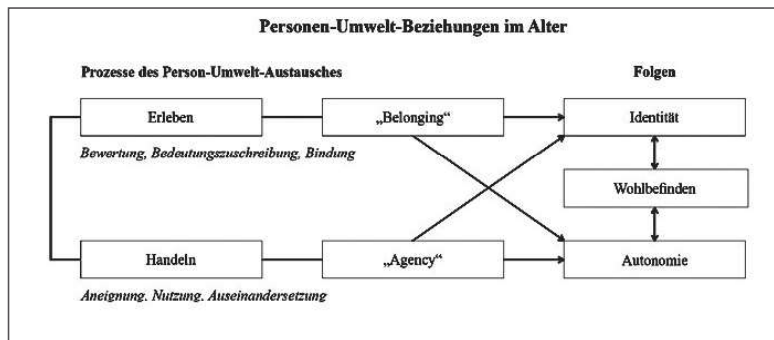 Personen-Umwelt-Beziehungen im Alter
Prozesse des Person-Umwelt-Austausches
Folgen
Erleben
„Belonging“
Identität
Bewertung, Bedeutungszuschreibung, Bindung
Wohlbefinden
Handeln
„Agency“
Autonomie
Aneignung, Nutzung, Auseinandersetzung